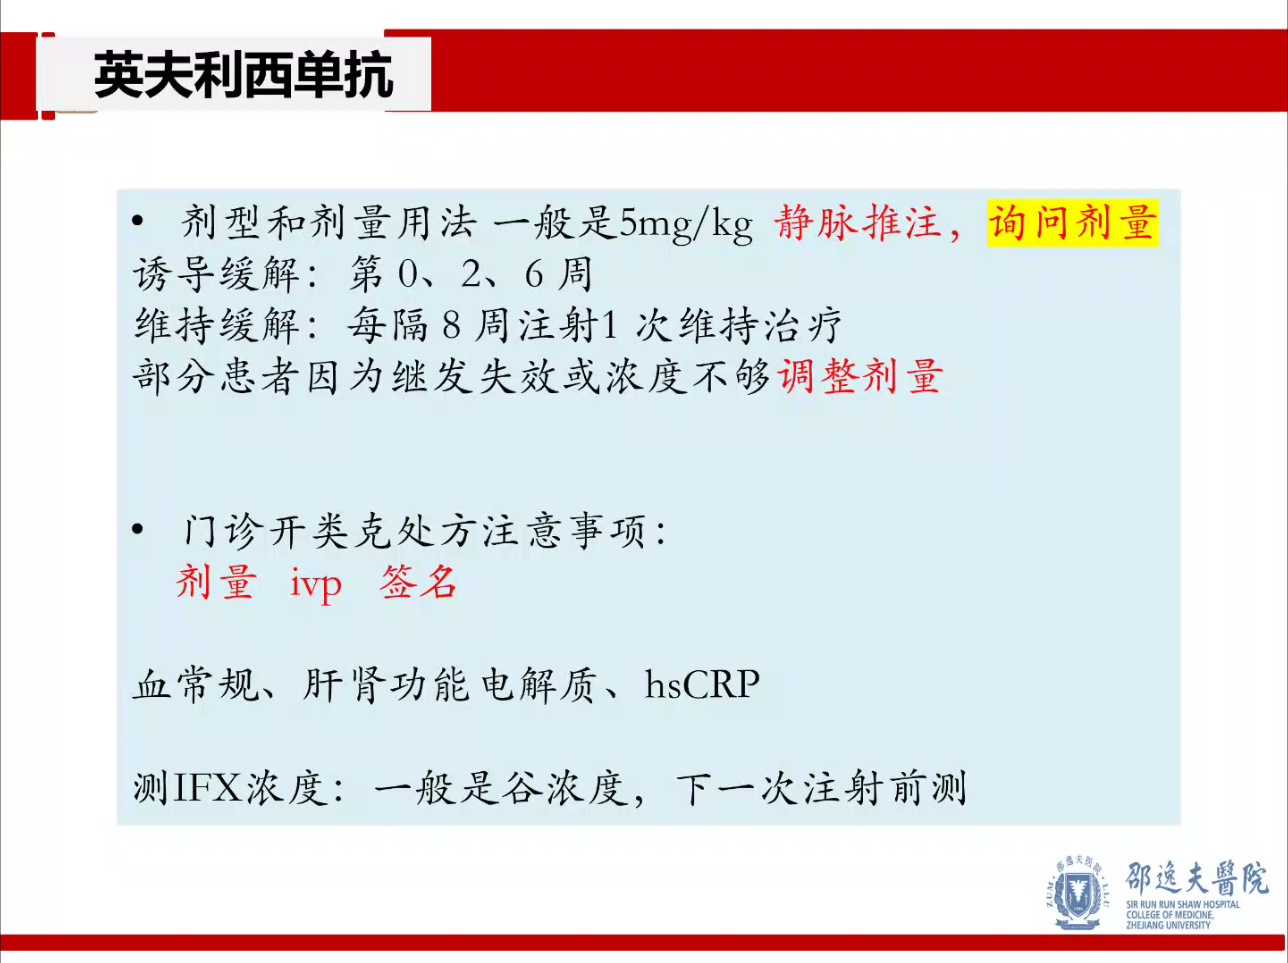 英夫利西单抗
• 剂型和剂量用法 一般是5mg/kg 静脉推注，询问剂量
诱导缓解：第 0、2、6 周
维持缓解：每隔 8 周注射1 次维持治疗
部分患者因为继发失效或浓度不够调整剂量
• 门诊开类克处方注意事项：
剂量 ivp 签名
血常规、肝肾功能电解质、hsCRP
测IFX浓度：一般是谷浓度，下一次注射前测
邵逸夫醫院
SIR RUN RUN SHAW HOSPITAL
COLLEGE OF MEDICINE,
ZHEJIANG UNIVERSITY